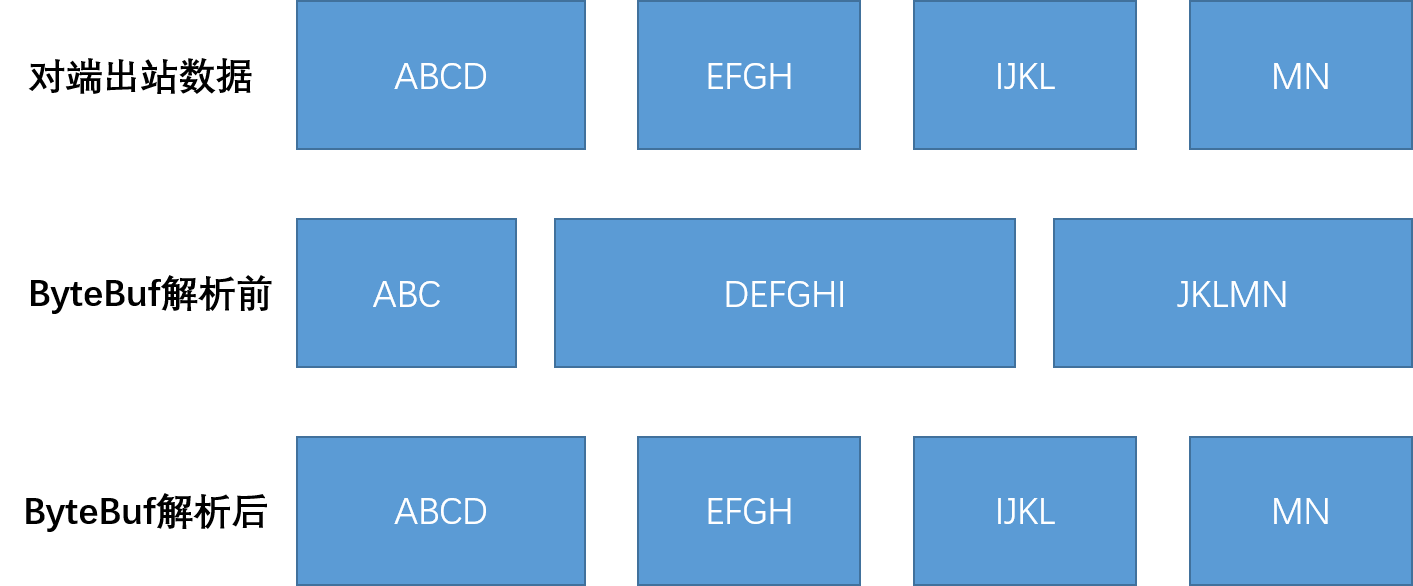 对端出站数据 ABCD EFGH IJKL MN
ByteBuf解析前 ABC DEFGHI JKLMN
ByteBuf解析后 ABCD EFGH IJKL MN